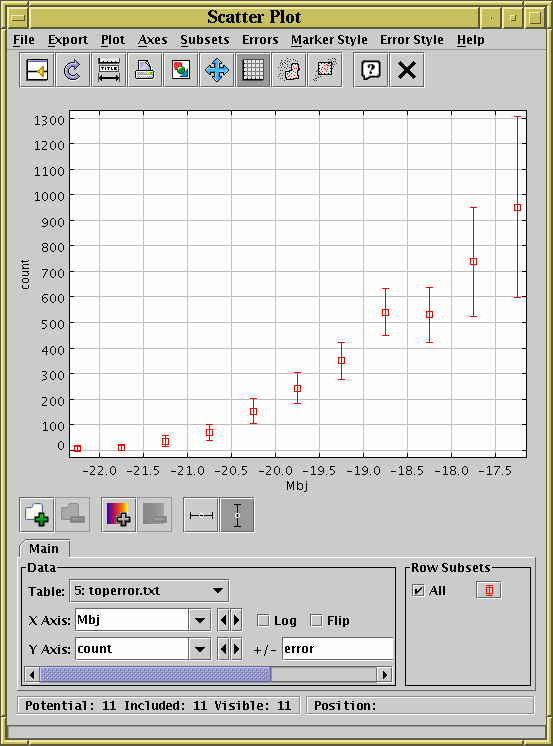 Scatter Plot
File Export Plot Axes Subsets Errors Marker Style Error Style Help
TITLE ?
1300
1200
1100
1000
900
800
700
600
500
400
300
200
100
0
count
-22.0 -21.5 -21.0 -20.5 -20.0 -19.5 -19.0 -18.5 -18.0 -17.5
Mbj
Main
Data Row Subsets
Table: 5: toperror.txt All
X Axis: Mbj Log Flip
Y Axis: count +/- error
Potential: 11 Included: 11 Visible: 11 Position: